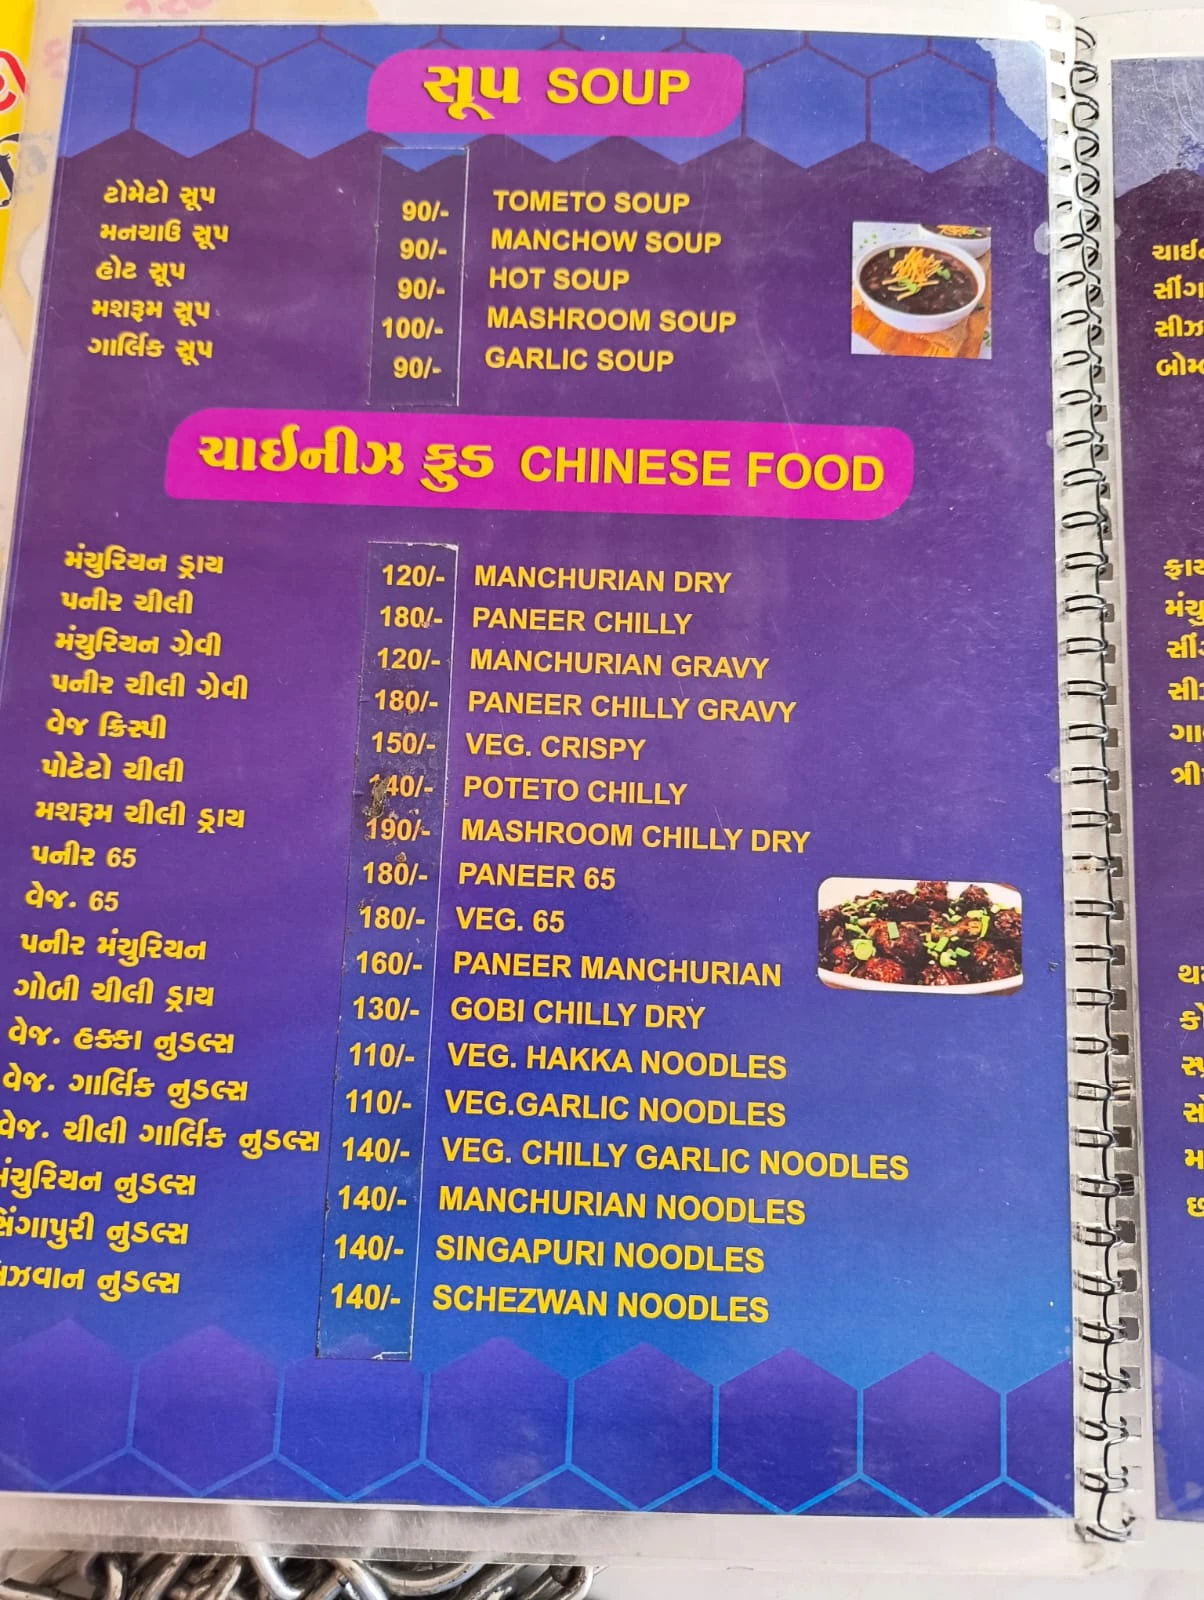 સૂપ SOUP
ટોમેટો સૂપ 90/- TOMETO SOUP
મનચાઉ સૂપ 90/- MANCHOW SOUP
હોટ સૂપ 90/- HOT SOUP
મશરૂમ સૂપ 100/- MASHROOM SOUP
ગાર્લિક સૂપ 90/- GARLIC SOUP
ચાઈનીઝ ફુડ CHINESE FOOD
મંચુરિયન ડ્રાય 120/- MANCHURIAN DRY
પનીર ચીલી 180/- PANEER CHILLY
મંચુરિયન ગ્રેવી 120/- MANCHURIAN GRAVY
પનીર ચીલી ગ્રેવી 180/- PANEER CHILLY GRAVY
વેજ ક્રિસ્પી 150/- VEG. CRISPY
પોટેટો ચીલી 140/- POTETO CHILLY
મશરૂમ ચીલી ડ્રાય 190/- MASHROOM CHILLY DRY
પનીર 65 180/- PANEER 65
વેજ. 65 180/- VEG. 65
પનીર મંચુરિયન 160/- PANEER MANCHURIAN
ગોબી ચીલી ડ્રાય 130/- GOBI CHILLY DRY
વેજ. હક્કા નુડલ્સ 110/- VEG. HAKKA NOODLES
વેજ. ગાર્લિક નુડલ્સ 110/- VEG.GARLIC NOODLES
વેજ. ચીલી ગાર્લિક નુડલ્સ 140/- VEG. CHILLY GARLIC NOODLES
મંચુરિયન નુડલ્સ 140/- MANCHURIAN NOODLES
સિંગાપુરી નુડલ્સ 140/- SINGAPURI NOODLES
નુડલ્સ 140/- SCHEZWAN NOODLES